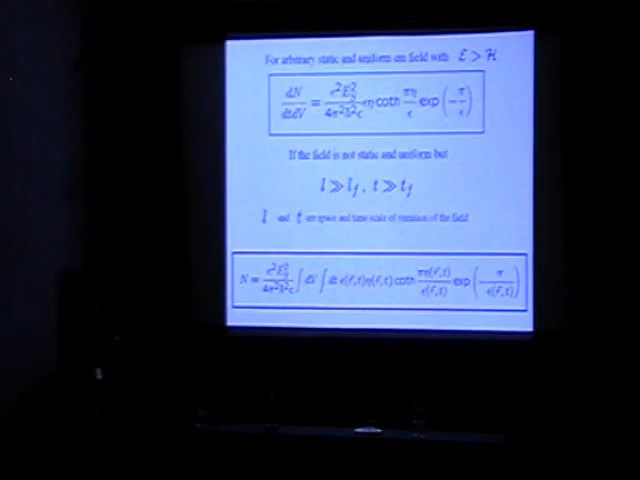 For arbitrary static and uniform em field with ℰ > ℋ
dN/dtdV = e²E_S²/4π²ħ²c εη coth πη/ε exp(−π/ε)
If the field is not static and uniform but
l ≫ l_f, t ≫ t_f
l and t are space and time scale of variation of the field
N = e²E_S²/4π²ħ²c ∫ dV ∫ dt ε(r⃗,t)η(r⃗,t) coth πη(r⃗,t)/ε(r⃗,t) exp(−π/ε(r⃗,t))